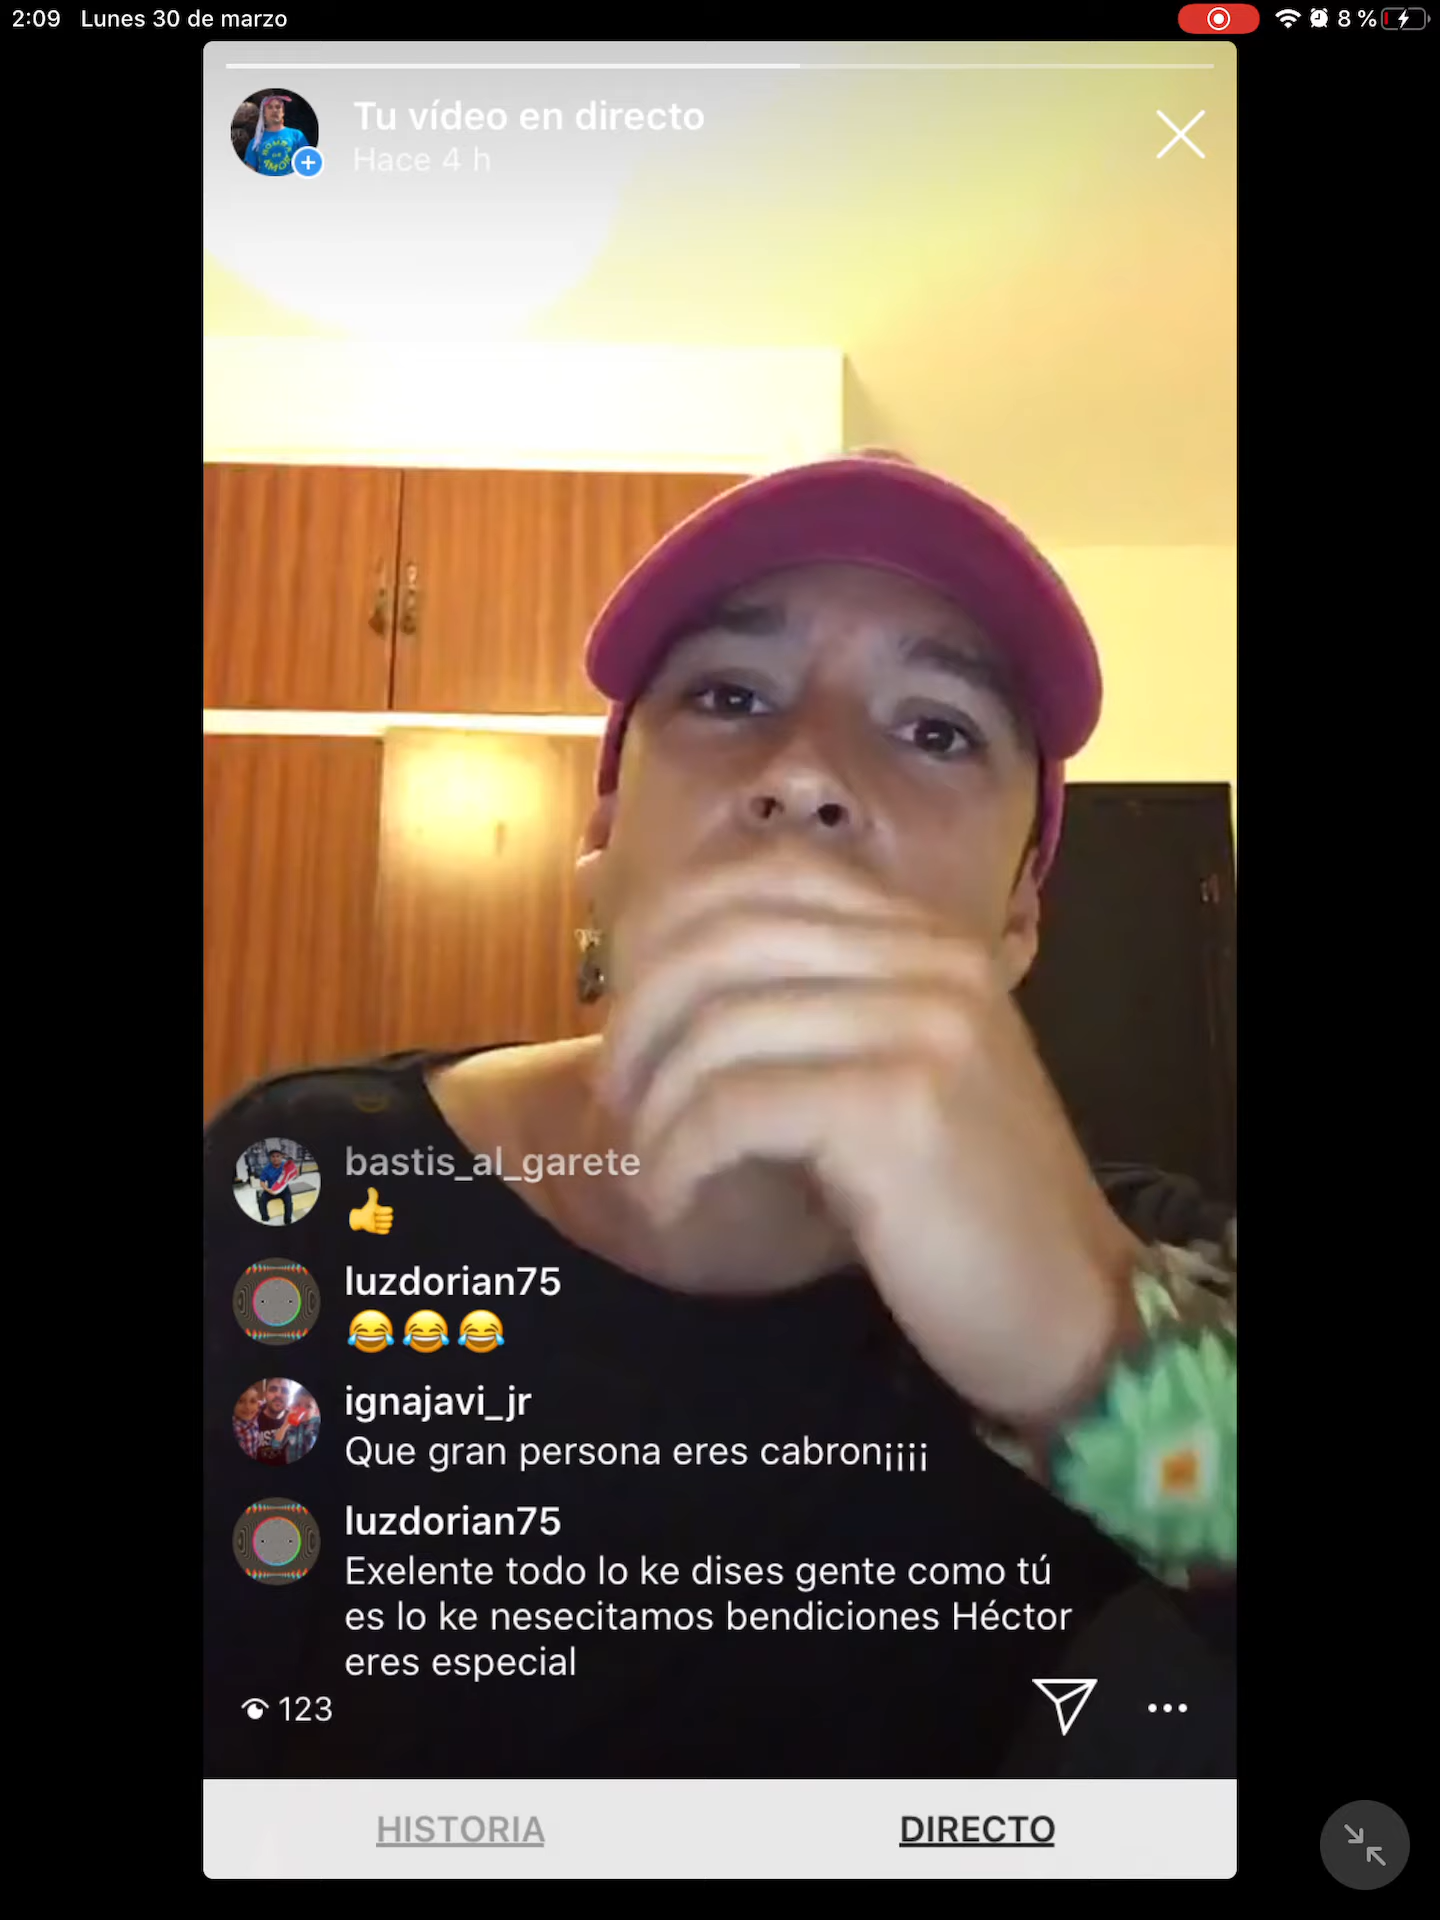 2:09 Lunes 30 de marzo
8 %
Tu vídeo en directo
Hace 4 h
bastis_al_garete
👍
luzdorian75
😂😂😂
ignajavi_jr
Que gran persona eres cabron¡¡¡¡
luzdorian75
Exelente todo lo ke dises gente como tú
es lo ke nesecitamos bendiciones Héctor
eres especial
123
HISTORIA
DIRECTO